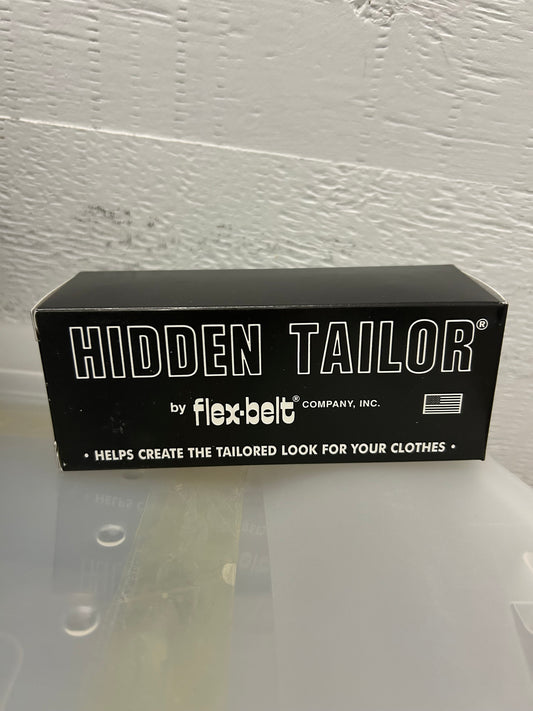 HIDDEN TAILOR®
by flex-belt® COMPANY, INC.
• HELPS CREATE THE TAILORED LOOK FOR YOUR CLOTHES •